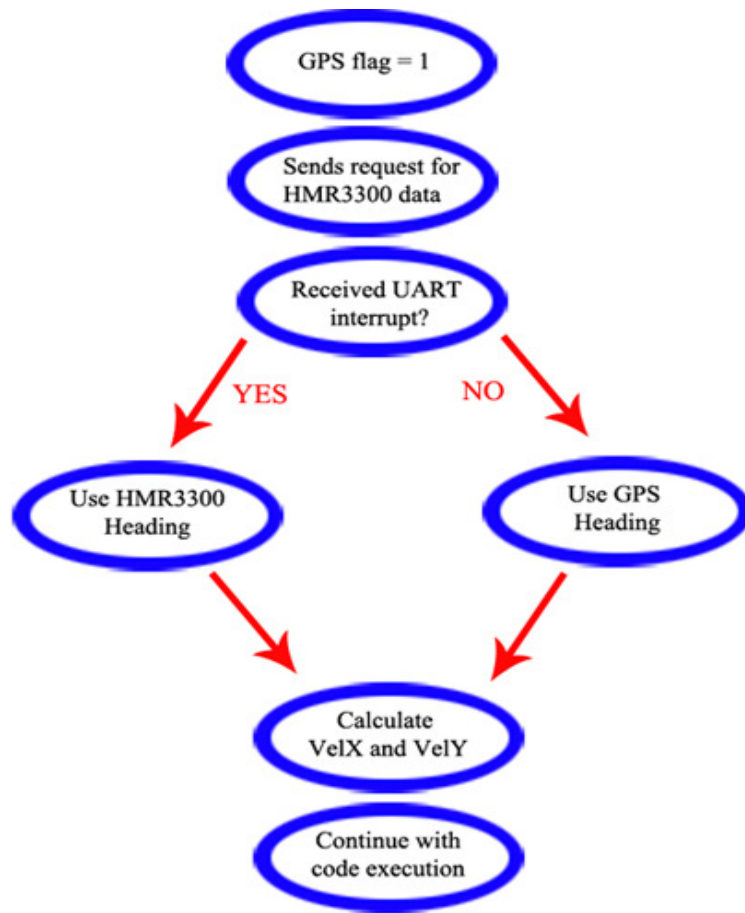 GPS flag = 1
Sends request for
HMR3300 data
Received UART
interrupt?
YES
NO
Use HMR3300
Heading
Use GPS
Heading
Calculate
VelX and VelY
Continue with
code execution